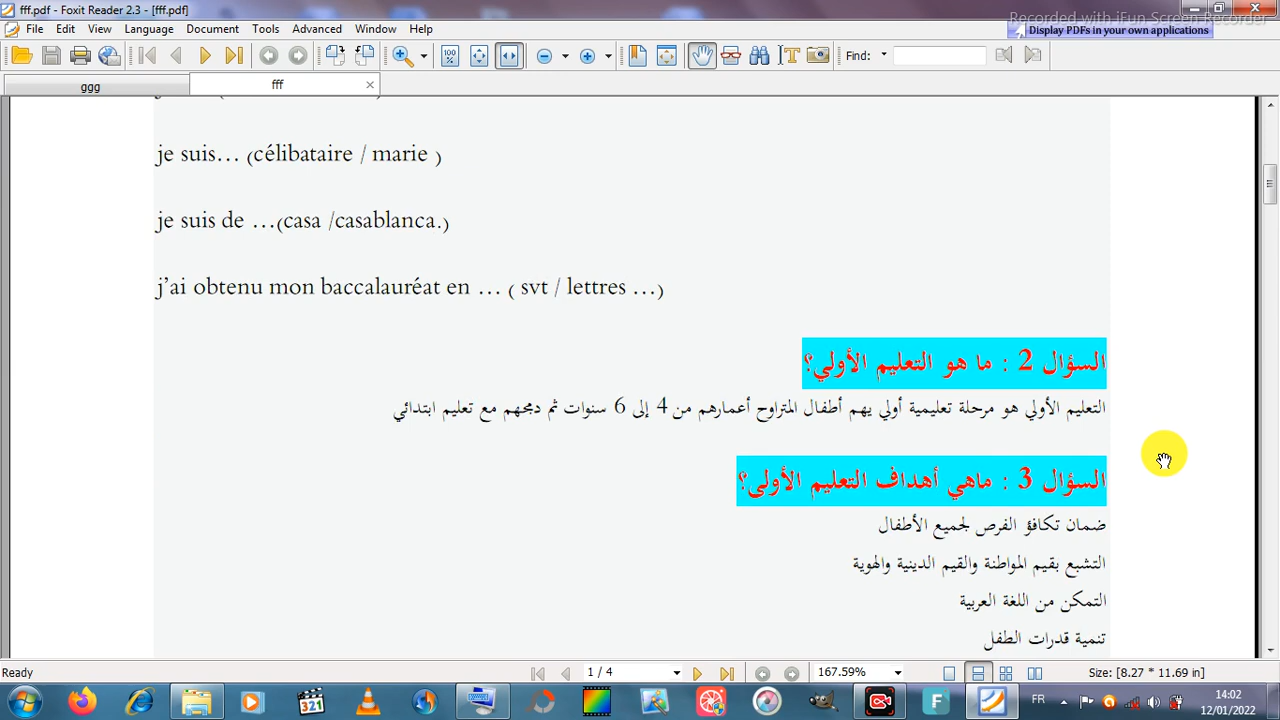 fff.pdf - Foxit Reader 2.3 - [fff.pdf]
Recorded with iFun Screen Recorder
File Edit View Language Document Tools Advanced Window Help
Display PDFs in your own applications
Find:
ggg
fff
je suis… (célibataire / marie )
je suis de …(casa /casablanca.)
j’ai obtenu mon baccalauréat en … ( svt / lettres …)
السؤال 2 : ما هو التعليم الأولي؟
التعليم الأولي هو مرحلة تعليمية أولي يهم أطفال المتراوح أعمارهم من 4 إلى 6 سنوات ثم دمجهم مع تعليم ابتدائي
السؤال 3 : ماهي أهداف التعليم الأولى؟
ضمان تكافؤ الفرص لجميع الأطفال
التشبع بقيم المواطنة والقيم الدينية والهوية
التمكن من اللغة العربية
تنمية قدرات الطفل
Ready
1 / 4
167.59%
Size: [8.27 * 11.69 in]
FR
14:02
12/01/2022